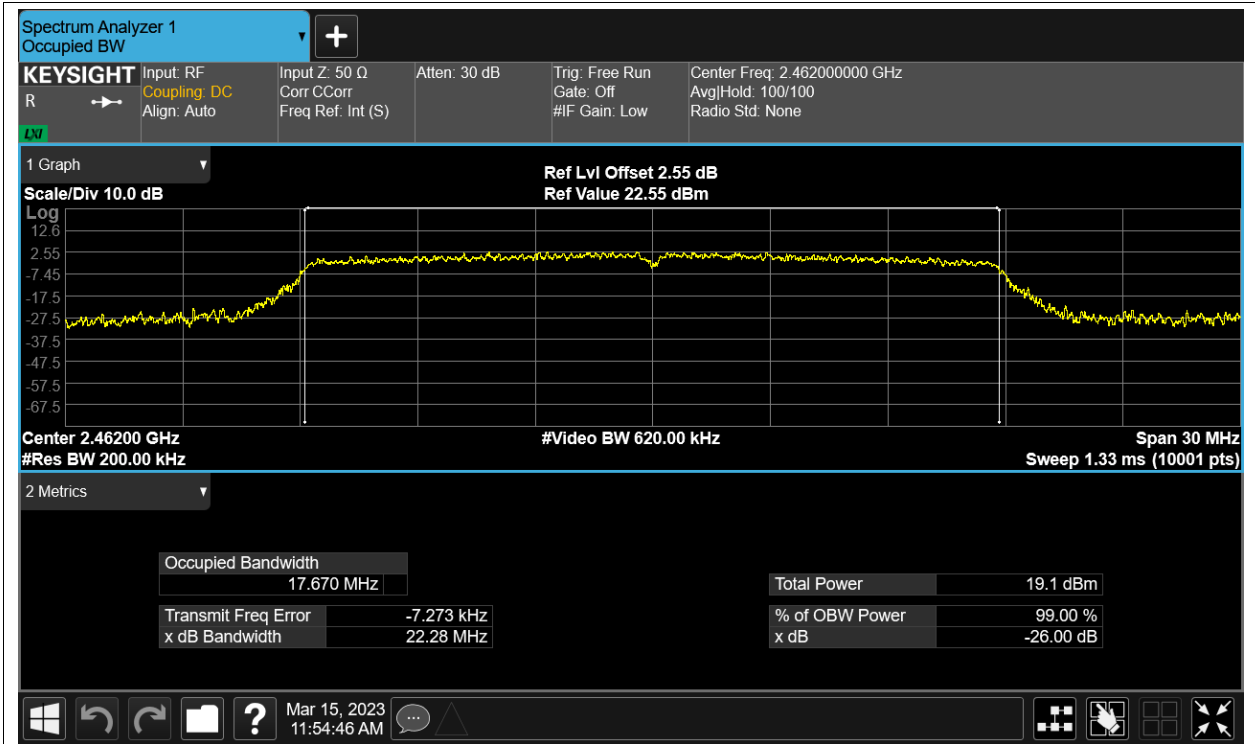 Spectrum Analyzer 1
Occupied BW
KEYSIGHT
R
LXI
Input: RF
Coupling: DC
Align: Auto
Input Z: 50 Ω
Corr CCorr
Freq Ref: Int (S)
Atten: 30 dB
Trig: Free Run
Gate: Off
#IF Gain: Low
Center Freq: 2.462000000 GHz
Avg|Hold: 100/100
Radio Std: None
1 Graph
Scale/Div 10.0 dB
Ref Lvl Offset 2.55 dB
Ref Value 22.55 dBm
Log
12.6
2.55
-7.45
-17.5
-27.5
-37.5
-47.5
-57.5
-67.5
Center 2.46200 GHz
#Video BW 620.00 kHz
Span 30 MHz
#Res BW 200.00 kHz
Sweep 1.33 ms (10001 pts)
2 Metrics
Occupied Bandwidth
17.670 MHz
Total Power 19.1 dBm
Transmit Freq Error -7.273 kHz
% of OBW Power 99.00 %
x dB Bandwidth 22.28 MHz
x dB -26.00 dB
Mar 15, 2023
11:54:46 AM